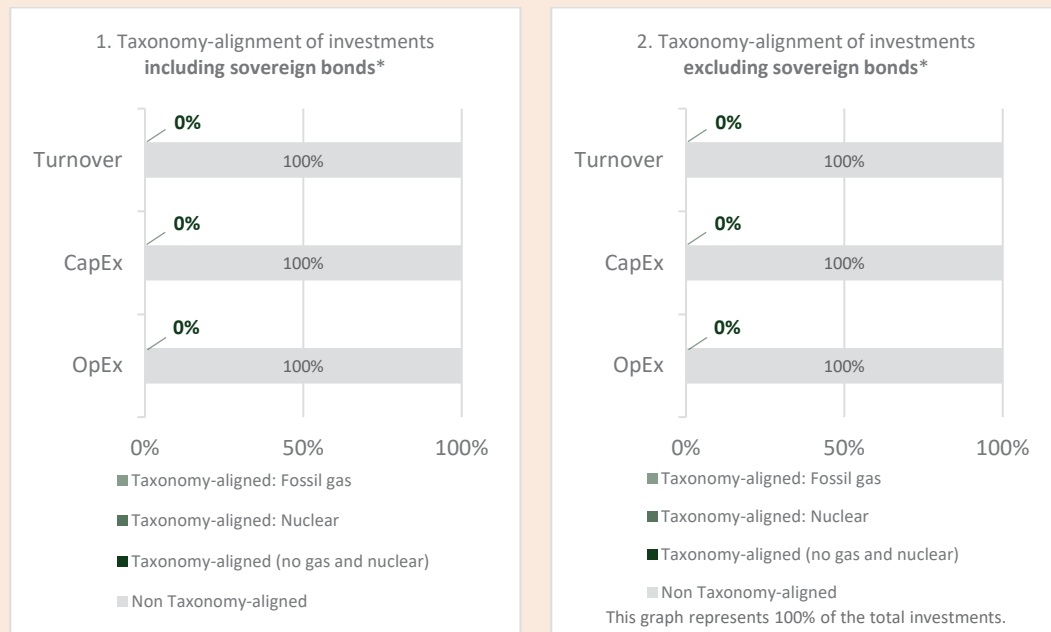 1. Taxonomy-alignment of investments
including sovereign bonds*
0%
Turnover
100%
0%
CapEx
100%
0%
OpEx
100%
0%
50%
100%
Taxonomy-aligned: Fossil gas
Taxonomy-aligned: Nuclear
Taxonomy-aligned (no gas and nuclear)
Non Taxonomy-aligned
2. Taxonomy-alignment of investments
excluding sovereign bonds*
0%
Turnover
100%
0%
CapEx
100%
0%
OpEx
100%
0%
50%
100%
Taxonomy-aligned: Fossil gas
Taxonomy-aligned: Nuclear
Taxonomy-aligned (no gas and nuclear)
Non Taxonomy-aligned
This graph represents 100% of the total investments.